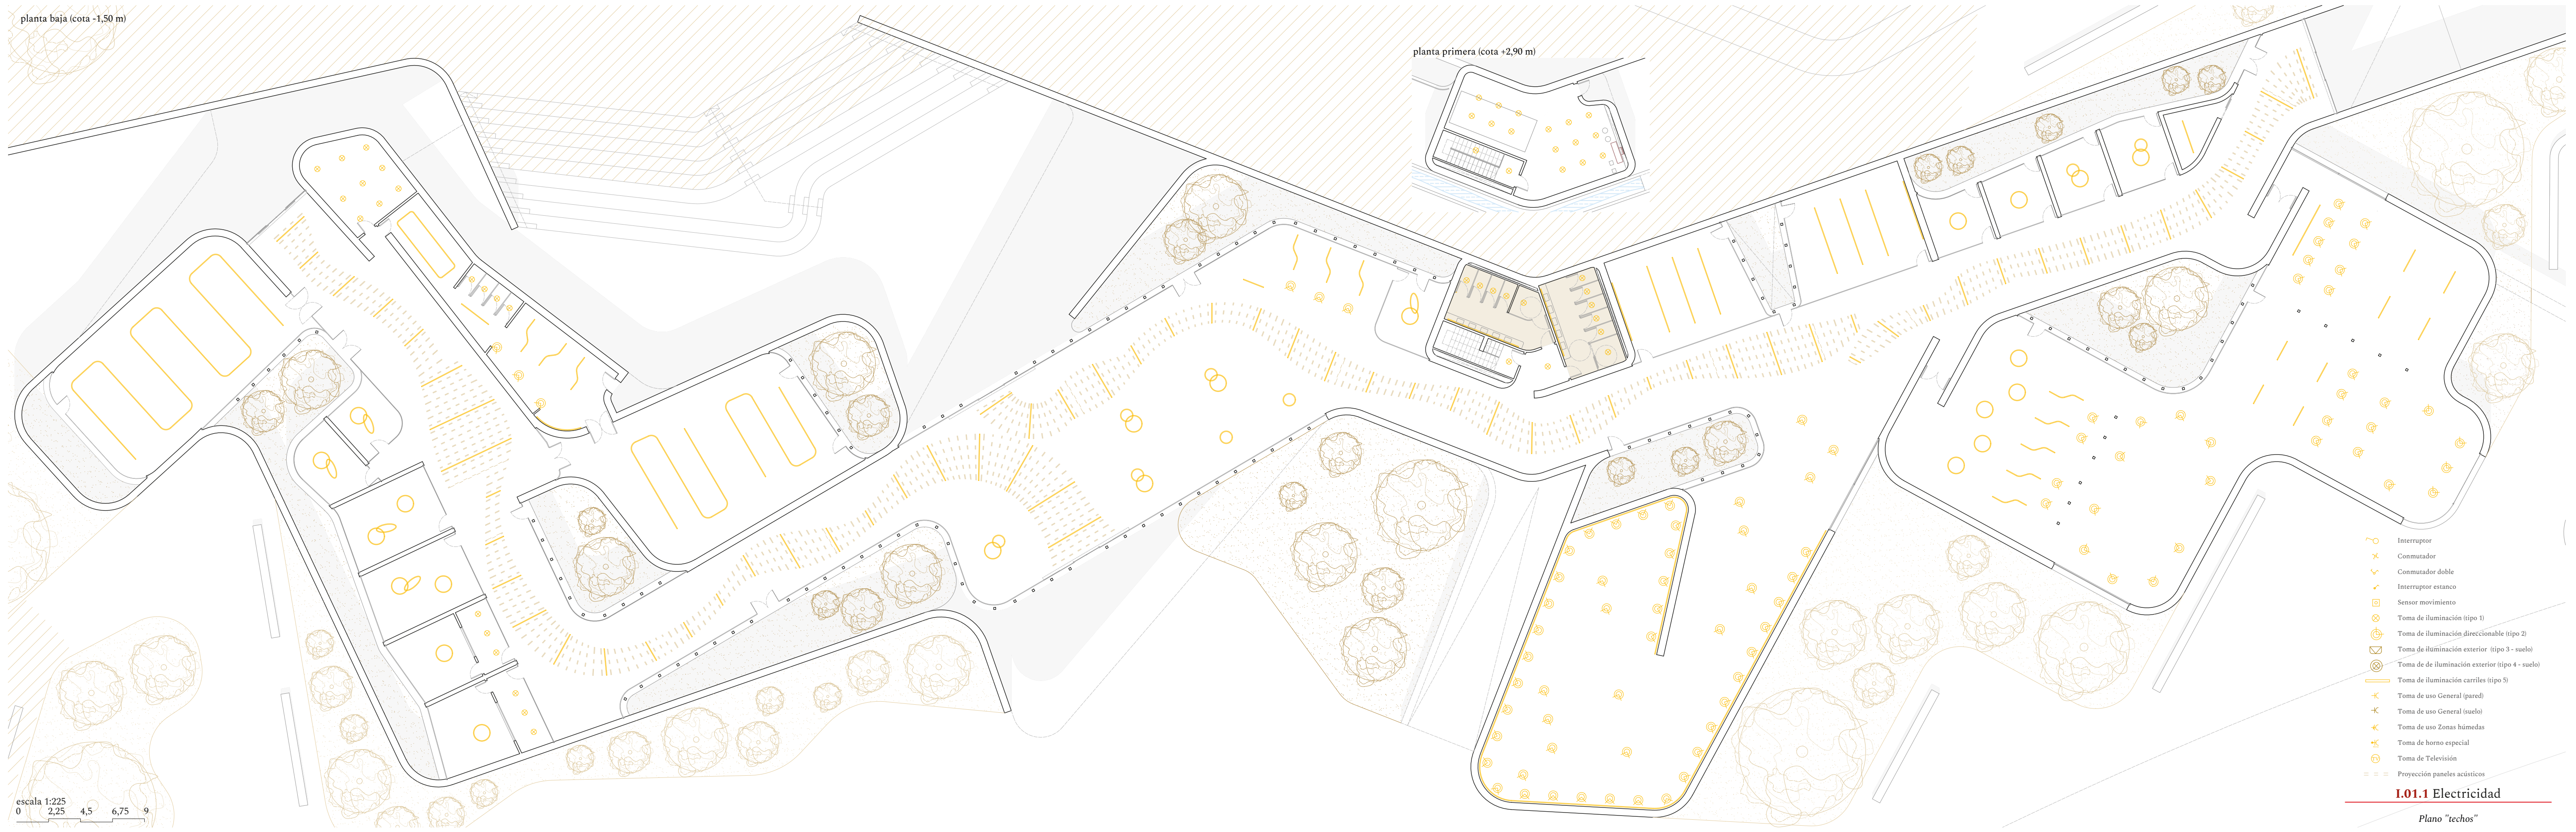 planta baja (cota -1,50 m)
planta primera (cota +2,90 m)
Interruptor
Conmutador
Conmutador doble
Interruptor estanco
Sensor movimiento
Toma de iluminación (tipo 1)
Toma de iluminación direccionable (tipo 2)
Toma de iluminación exterior (tipo 3 - suelo)
Toma de de iluminación exterior (tipo 4 - suelo)
Toma de iluminación carriles (tipo 5)
Toma de uso General (pared)
Toma de uso General (suelo)
Toma de uso Zonas húmedas
Toma de horno especial
TV Toma de Televisión
Proyección paneles acústicos
I.01.1 Electricidad
Plano "techos"
escala 1:225
0 2,25 4,5 6,75 9